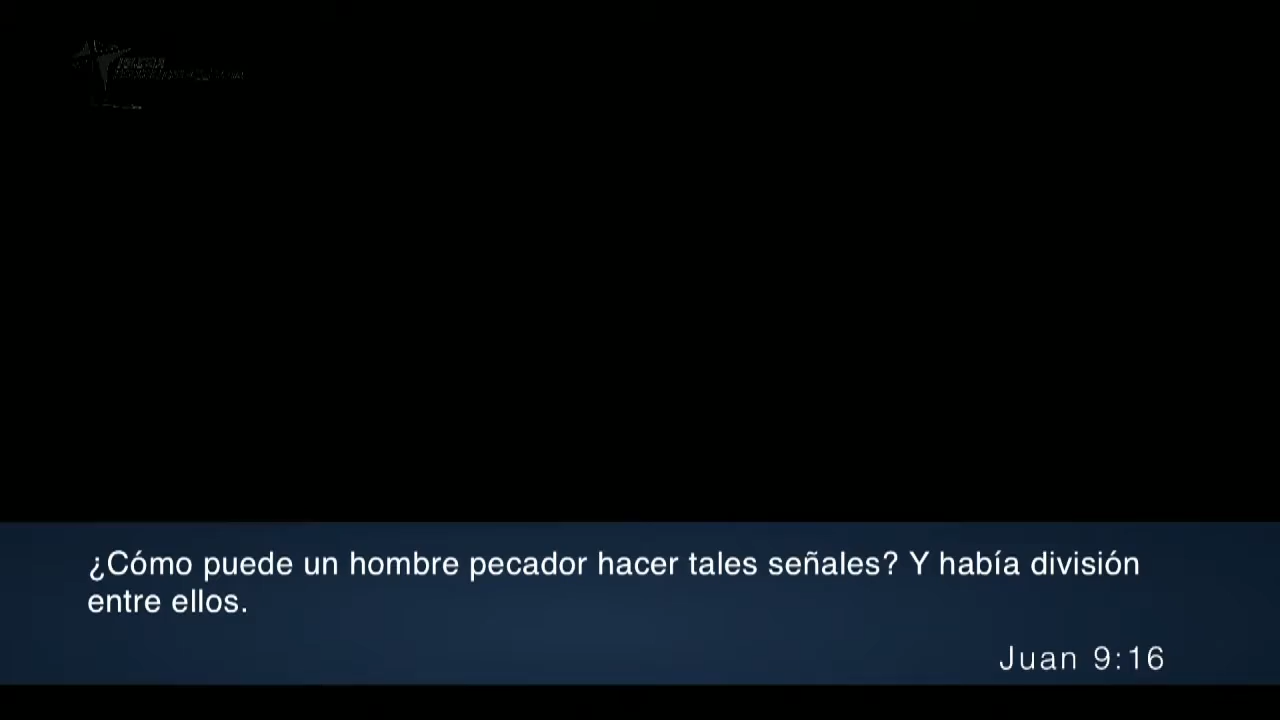 ¿Cómo puede un hombre pecador hacer tales señales? Y había división
entre ellos.
Juan 9:16